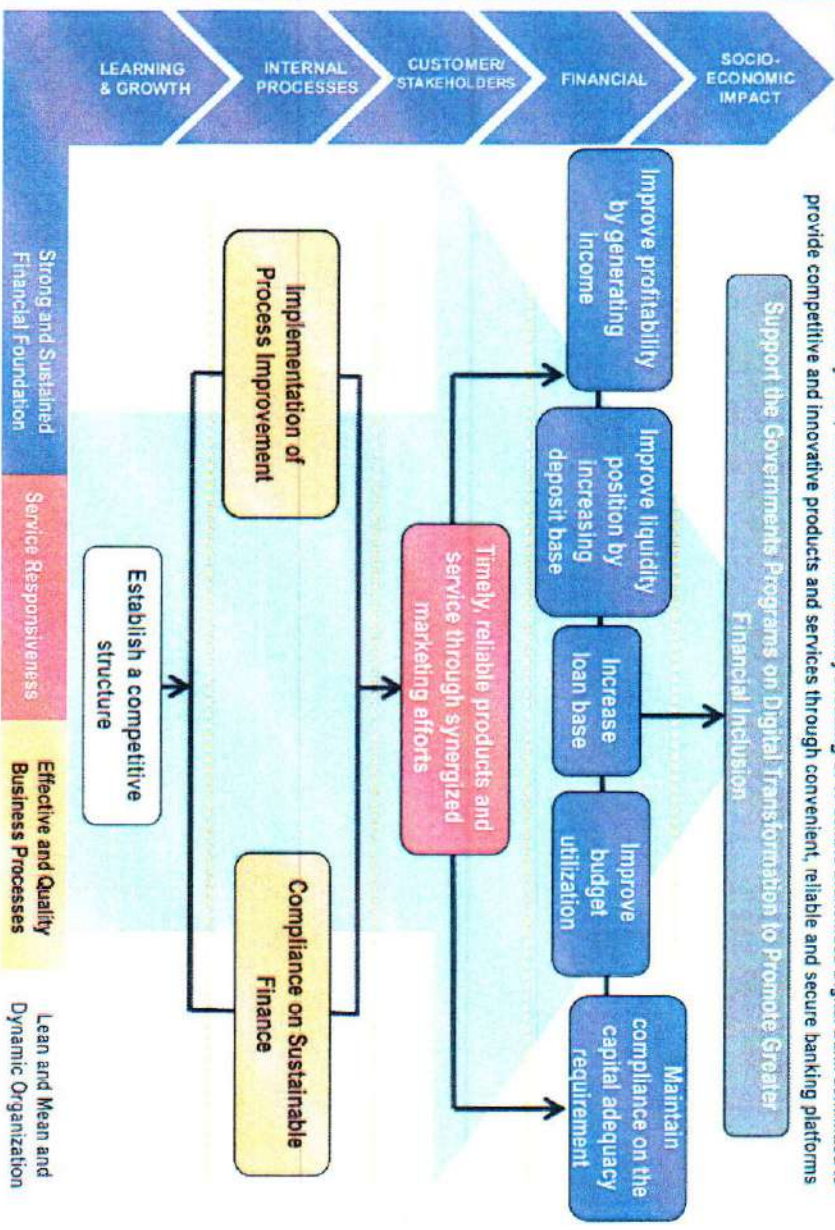 provide competitive and innovative products and services through convenient, reliable and secure banking platforms
SOCIO-
ECONOMIC
IMPACT
Support the Governments Programs on Digital Transformation to Promote Greater
Financial Inclusion
FINANCIAL
Improve profitability
by generating
income
Improve liquidity
position by
increasing
deposit base
Increase
loan base
Improve
budget
utilization
Maintain
compliance on the
capital adequacy
requirement
CUSTOMER/
STAKEHOLDERS
Timely, reliable products and
service through synergized
marketing efforts
INTERNAL
PROCESSES
Implementation of
Process Improvement
Compliance on Sustainable
Finance
LEARNING
& GROWTH
Establish a competitive
structure
Strong and Sustained
Financial Foundation
Service Responsiveness
Effective and Quality
Business Processes
Lean and Mean and
Dynamic Organization